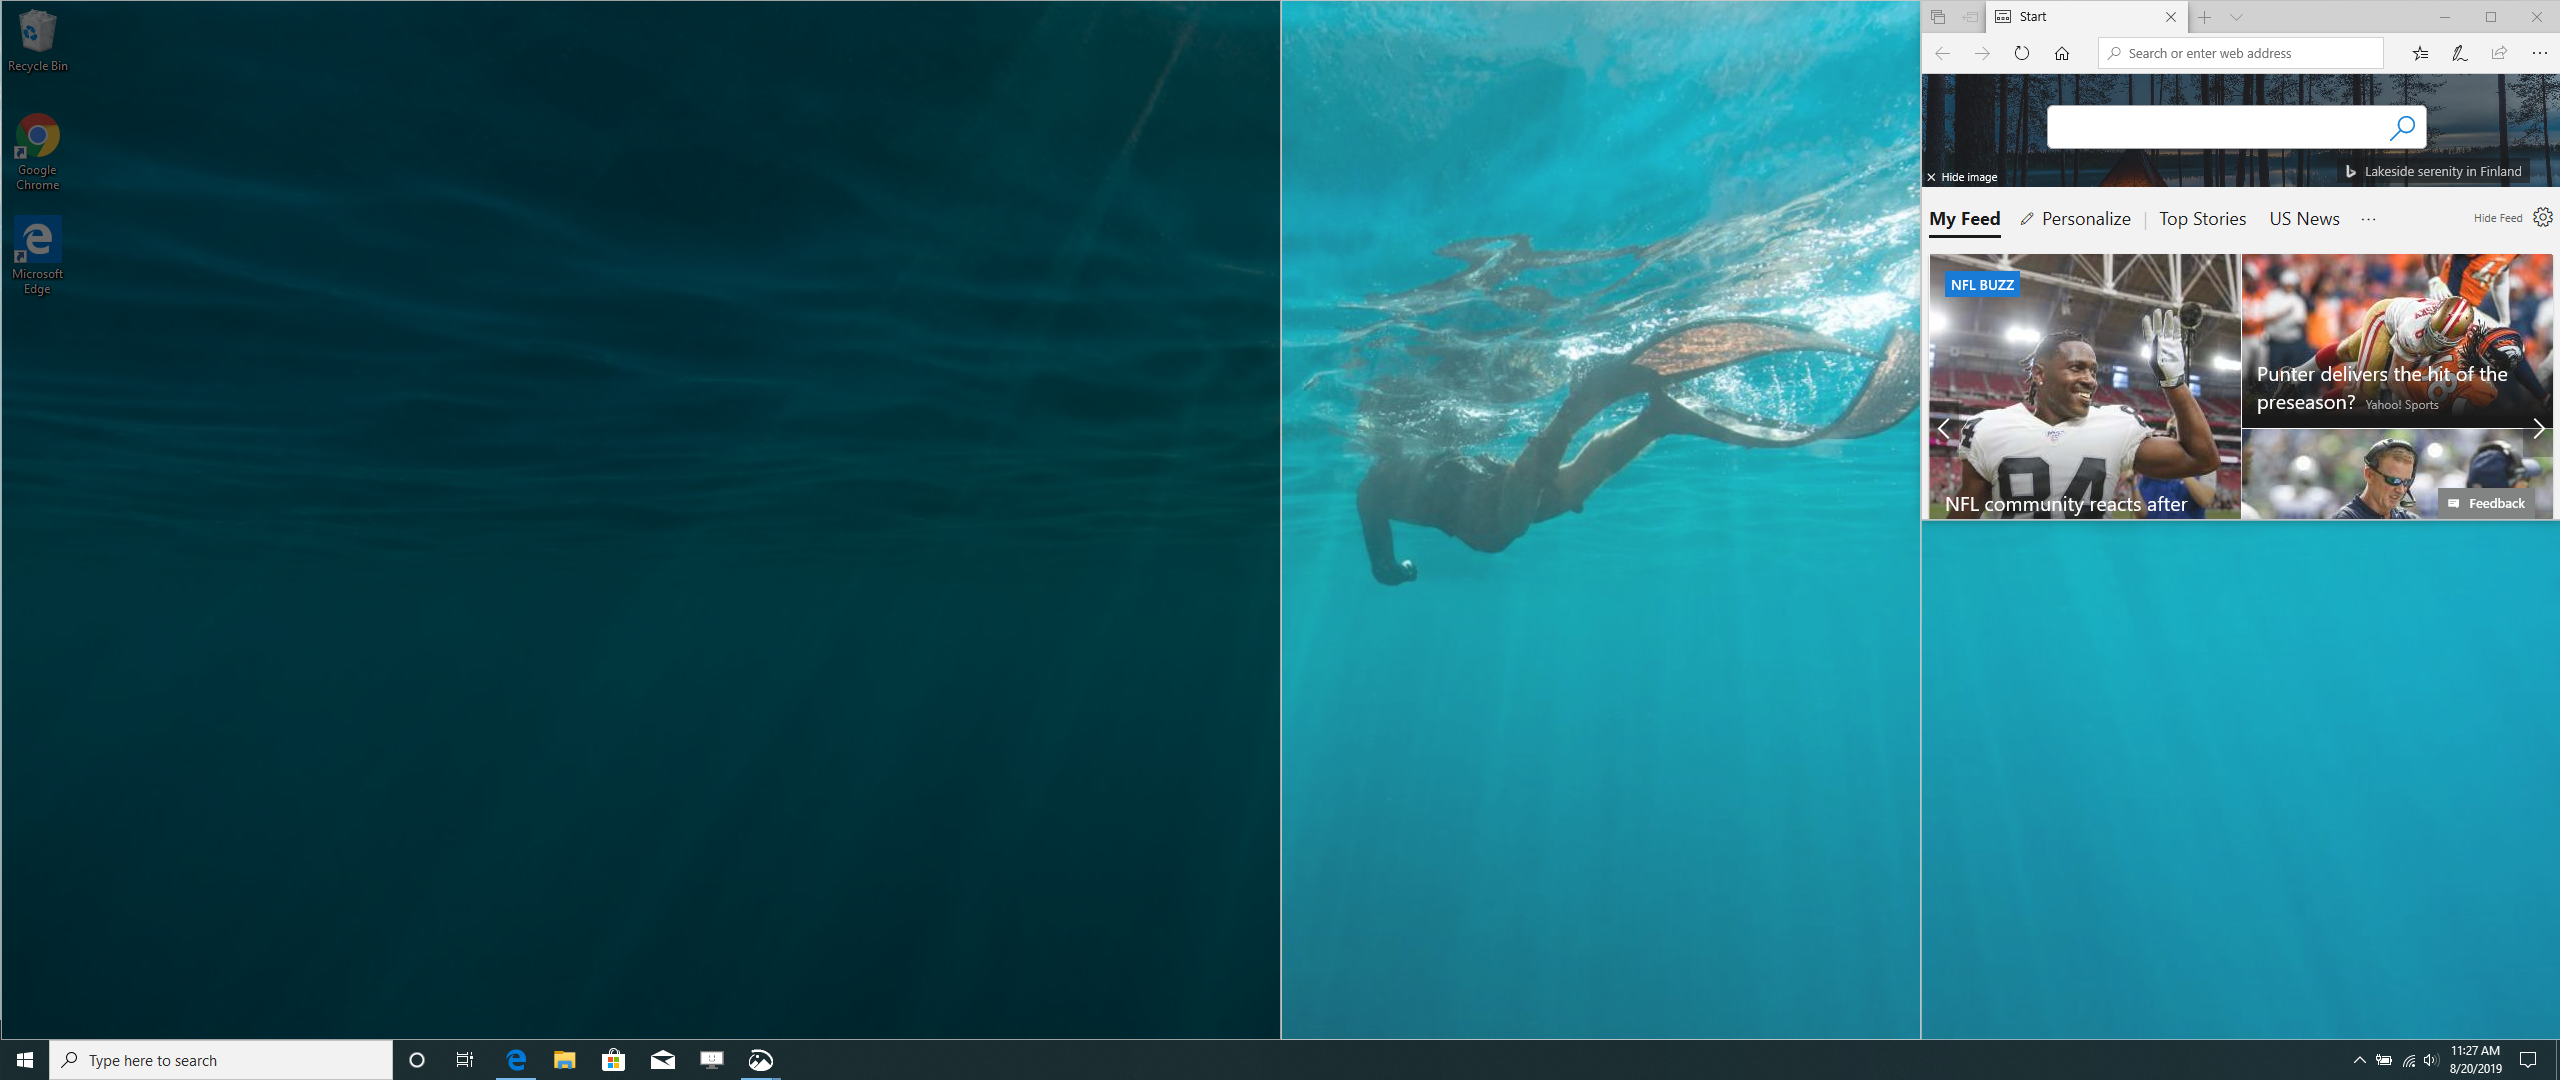 Recycle Bin
Google
Chrome
Microsoft
Edge
Start
Search or enter web address
Hide image
Lakeside serenity in Finland
My Feed
Personalize
Top Stories
US News
Hide Feed
NFL BUZZ
84
NFL community reacts after
Punter delivers the hit of the
preseason? Yahoo! Sports
Feedback
Type here to search
11:27 AM
8/20/2019